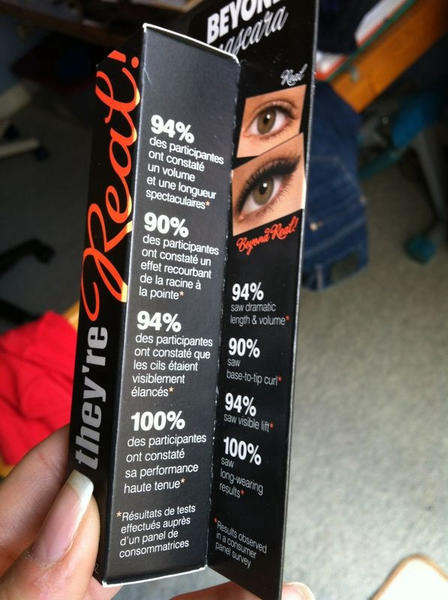 they're Real!
94%
des participantes
ont constaté
un volume
et une longueur
spectaculaires*
90%
des participantes
ont constaté un
effet recourbant
de la racine à
la pointe*
94%
des participantes
ont constaté que
les cils étaient
visiblement
élancés*
100%
des participantes
ont constaté
sa performance
haute tenue*
*Résultats de tests
effectués auprès
d'un panel de
consommatrices
BEYOND
mascara
Real
Beyond Real!
94%
saw dramatic
length & volume*
90%
saw
base-to-tip curl*
94%
saw visible lift*
100%
saw
long-wearing
results*
*Results observed
in a consumer
panel survey